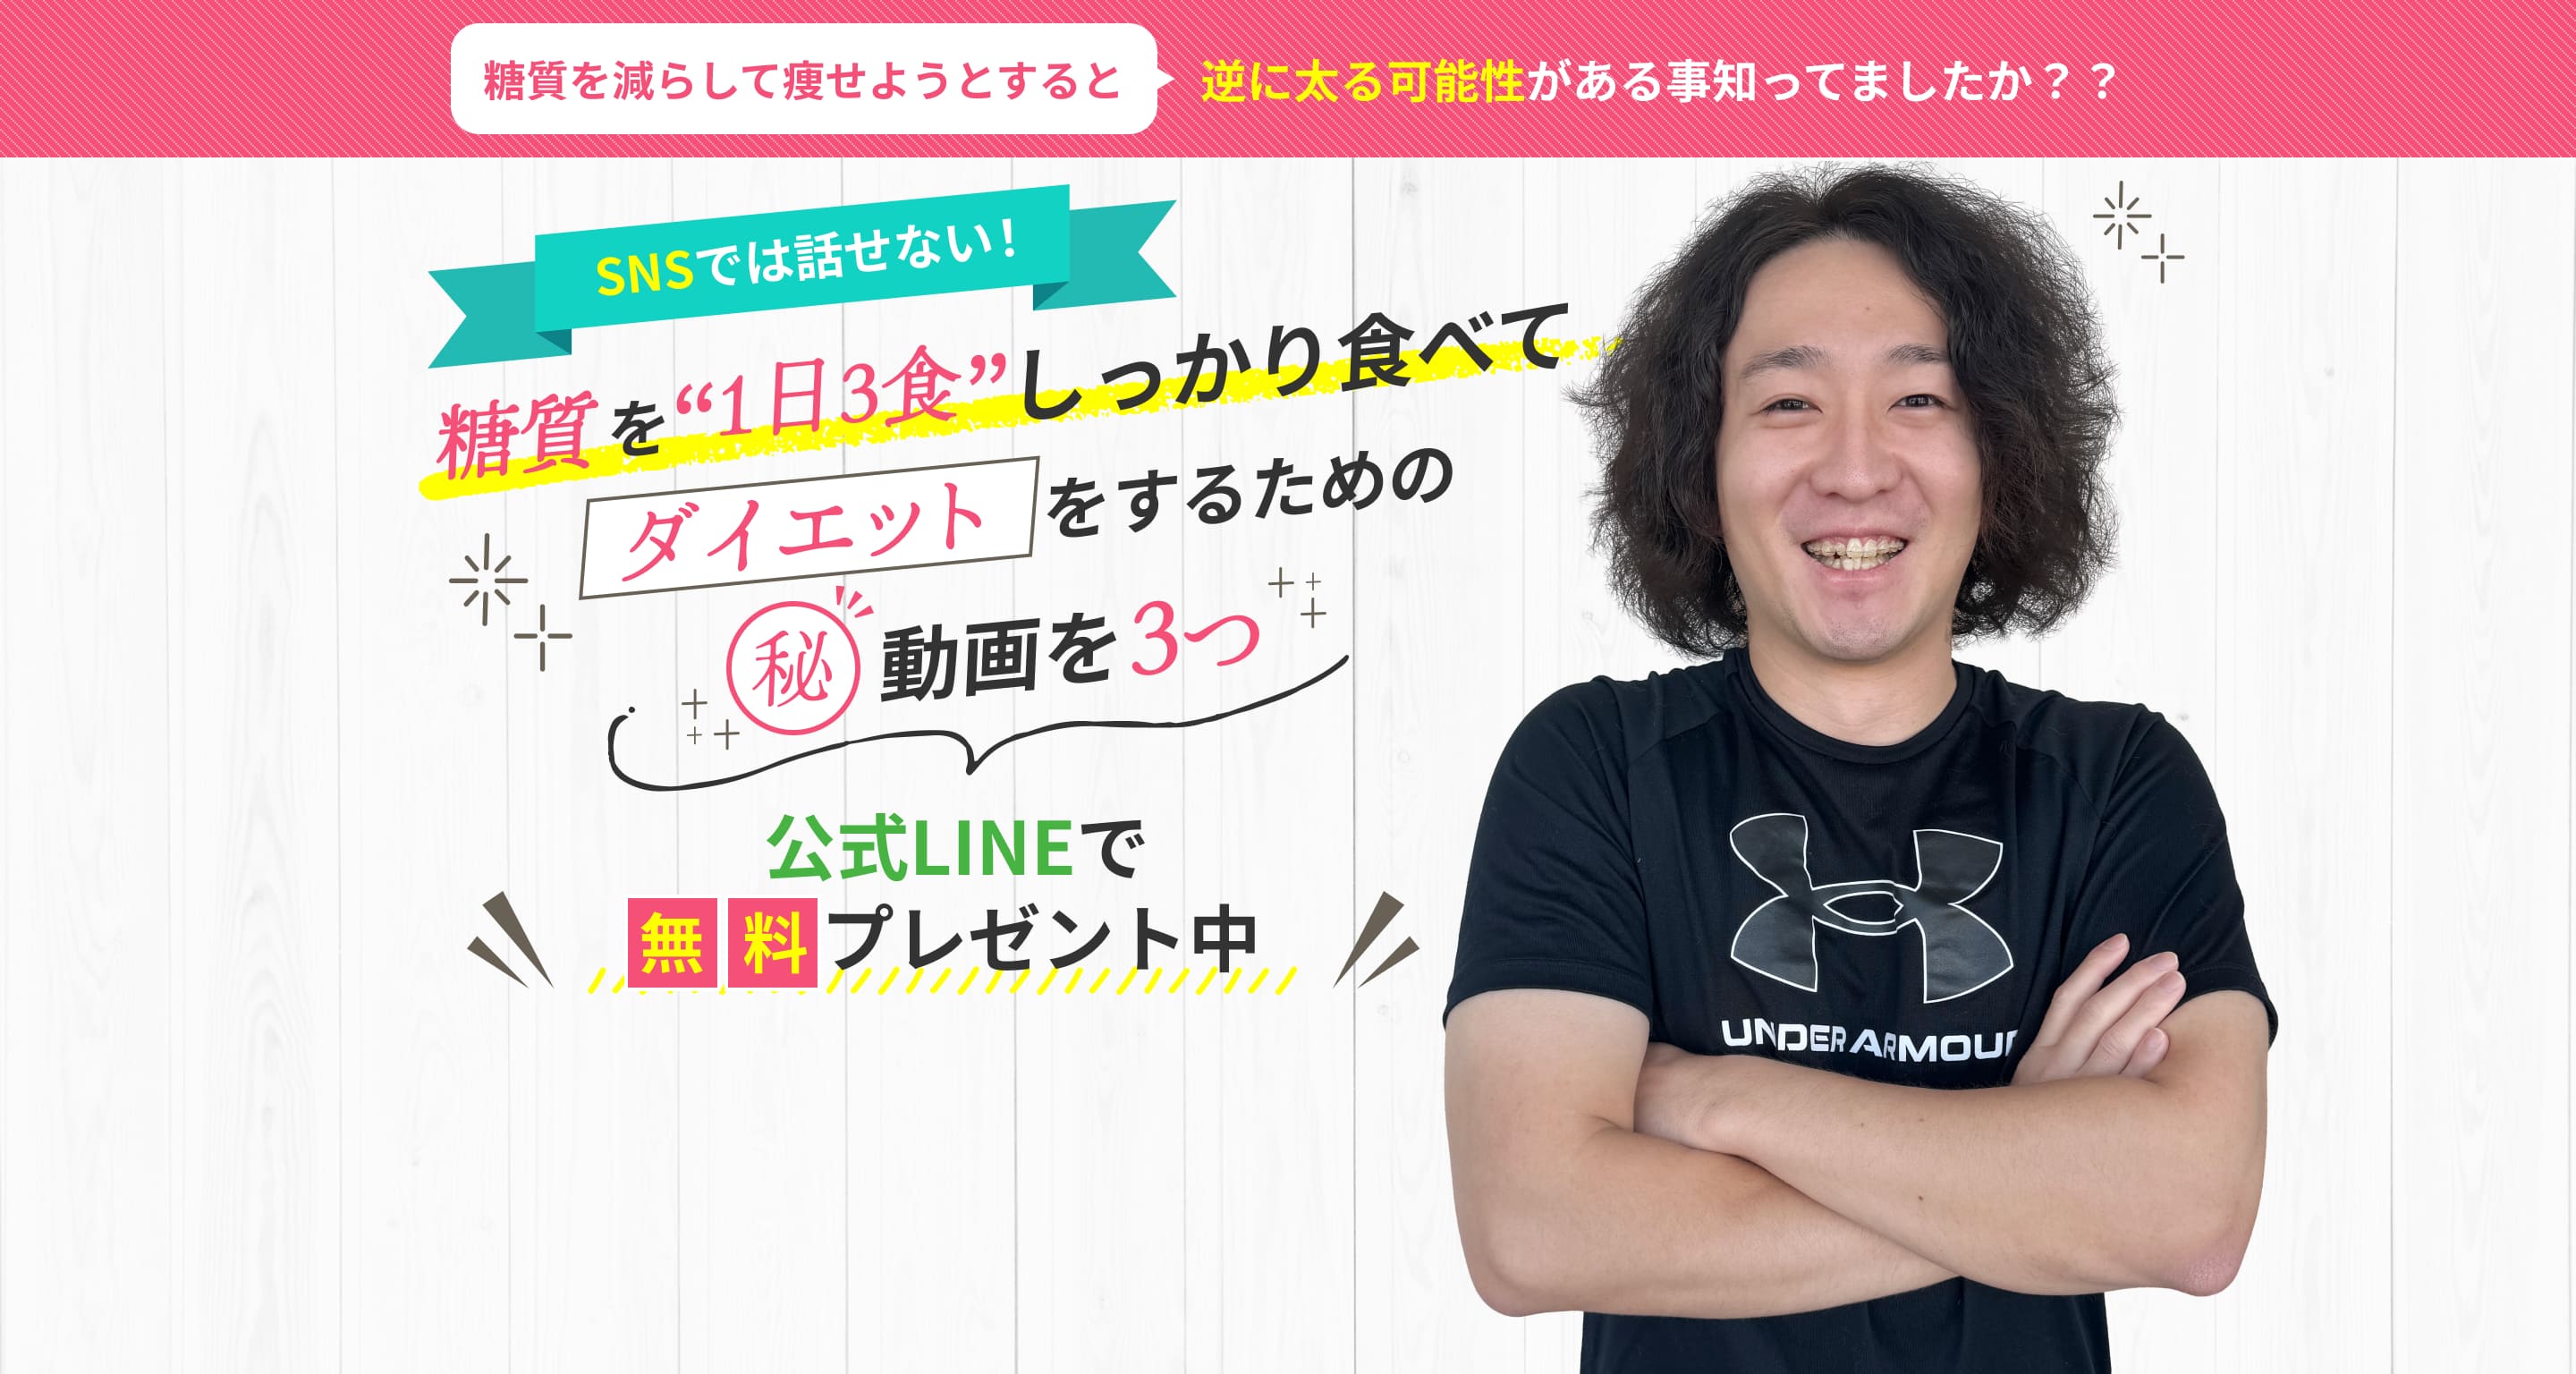 糖質を減らして痩せようとすると
逆に太る可能性がある事知ってましたか？？
SNSでは話せない！
糖質を“1日3食”しっかり食べて
ダイエットをするための
秘動画を3つ
公式LINEで
無料プレゼント中
UNDER ARMOUR